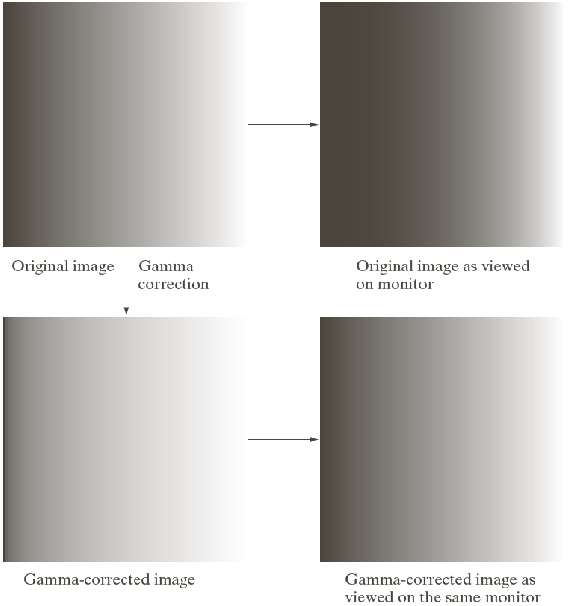 Original image
Gamma
correction
Original image as viewed
on monitor
Gamma-corrected image
Gamma-corrected image as
viewed on the same monitor